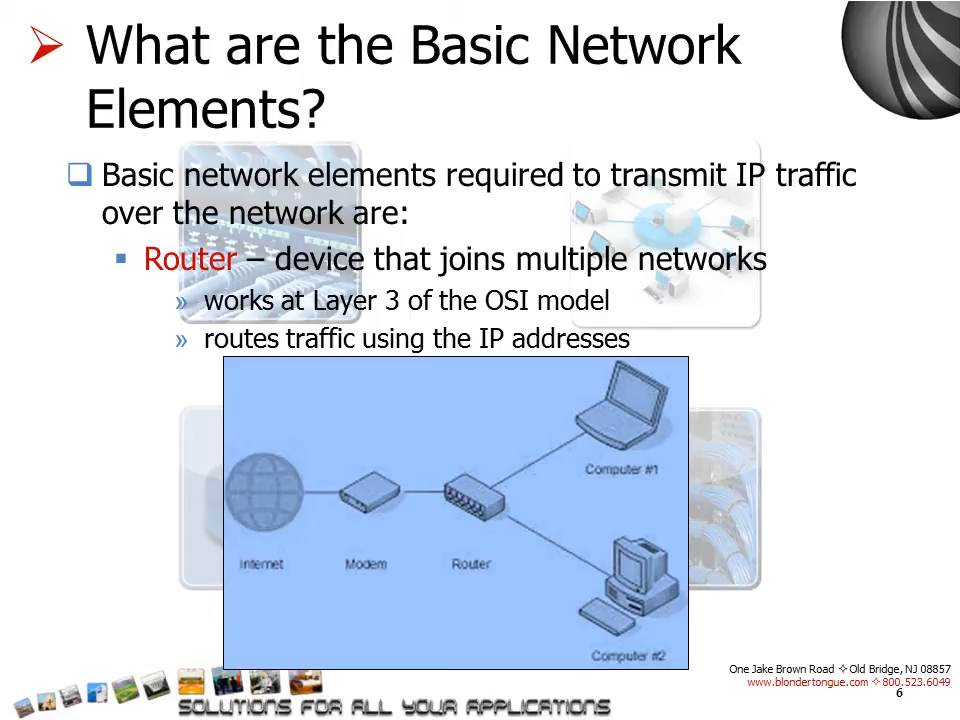 What are the Basic Network
Elements?
Basic network elements required to transmit IP traffic
over the network are:
Router – device that joins multiple networks
» works at Layer 3 of the OSI model
» routes traffic using the IP addresses
Computer #1
Internet
Modem
Router
Computer #2
One Jake Brown Road ✧ Old Bridge, NJ 08857
www.blondertongue.com ✧ 800.523.6049
6
SOLUTIONS FOR ALL YOUR APPLICATIONS